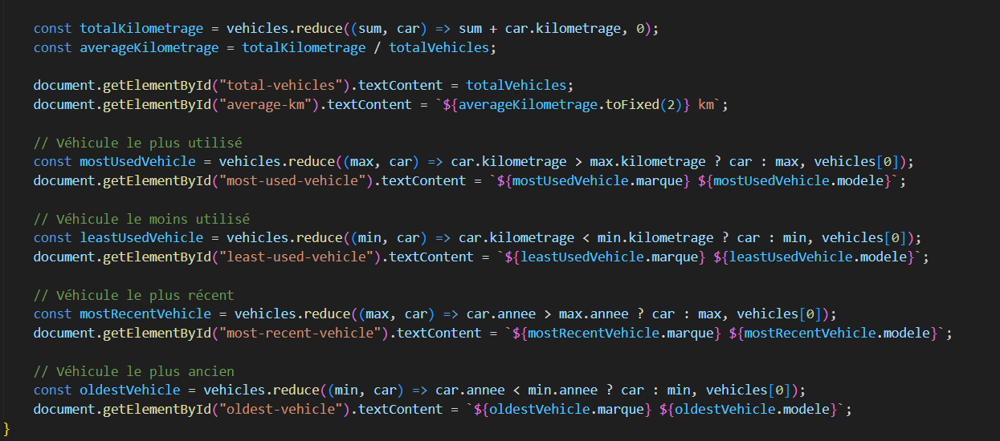 const totalKilometrage = vehicles.reduce((sum, car) => sum + car.kilometrage, 0);
const averageKilometrage = totalKilometrage / totalVehicles;
document.getElementById("total-vehicles").textContent = totalVehicles;
document.getElementById("average-km").textContent = `${averageKilometrage.toFixed(2)} km`;
// Véhicule le plus utilisé
const mostUsedVehicle = vehicles.reduce((max, car) => car.kilometrage > max.kilometrage ? car : max, vehicles[0]);
document.getElementById("most-used-vehicle").textContent = `${mostUsedVehicle.marque} ${mostUsedVehicle.modele}`;
// Véhicule le moins utilisé
const leastUsedVehicle = vehicles.reduce((min, car) => car.kilometrage < min.kilometrage ? car : min, vehicles[0]);
document.getElementById("least-used-vehicle").textContent = `${leastUsedVehicle.marque} ${leastUsedVehicle.modele}`;
// Véhicule le plus récent
const mostRecentVehicle = vehicles.reduce((max, car) => car.annee > max.annee ? car : max, vehicles[0]);
document.getElementById("most-recent-vehicle").textContent = `${mostRecentVehicle.marque} ${mostRecentVehicle.modele}`;
// Véhicule le plus ancien
const oldestVehicle = vehicles.reduce((min, car) => car.annee < min.annee ? car : min, vehicles[0]);
document.getElementById("oldest-vehicle").textContent = `${oldestVehicle.marque} ${oldestVehicle.modele}`;
}